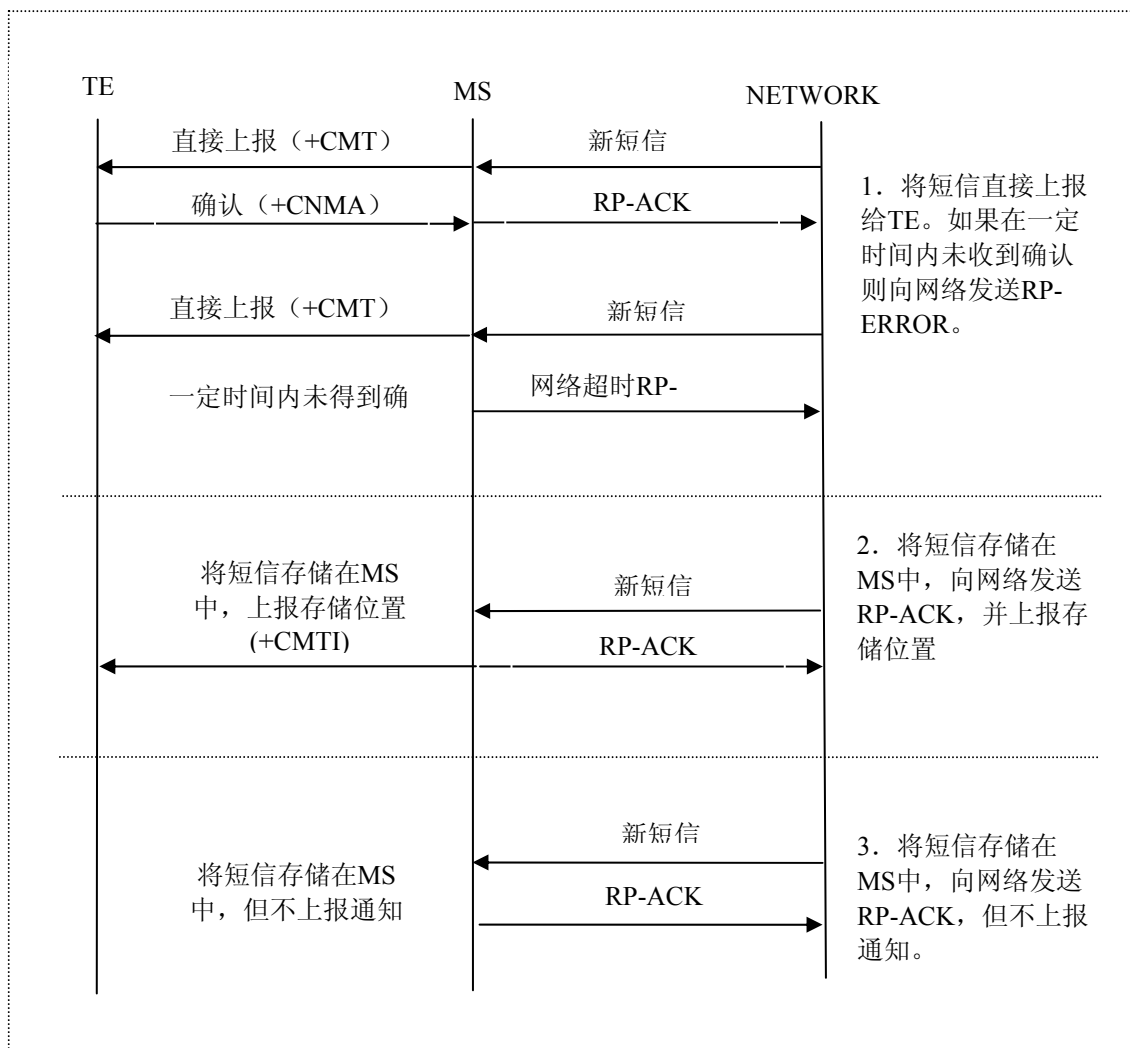 TE
MS
NETWORK
直接上报（+CMT）
新短信
确认（+CNMA）
RP-ACK
1．将短信直接上报
给TE。如果在一定
时间内未收到确认
则向网络发送RP-
ERROR。
直接上报（+CMT）
新短信
一定时间内未得到确
网络超时RP-
将短信存储在MS
中，上报存储位置
(+CMTI)
新短信
RP-ACK
2．将短信存储在
MS中，向网络发送
RP-ACK，并上报存
储位置
将短信存储在MS
中，但不上报通知
新短信
RP-ACK
3．将短信存储在
MS中，向网络发送
RP-ACK，但不上报
通知。